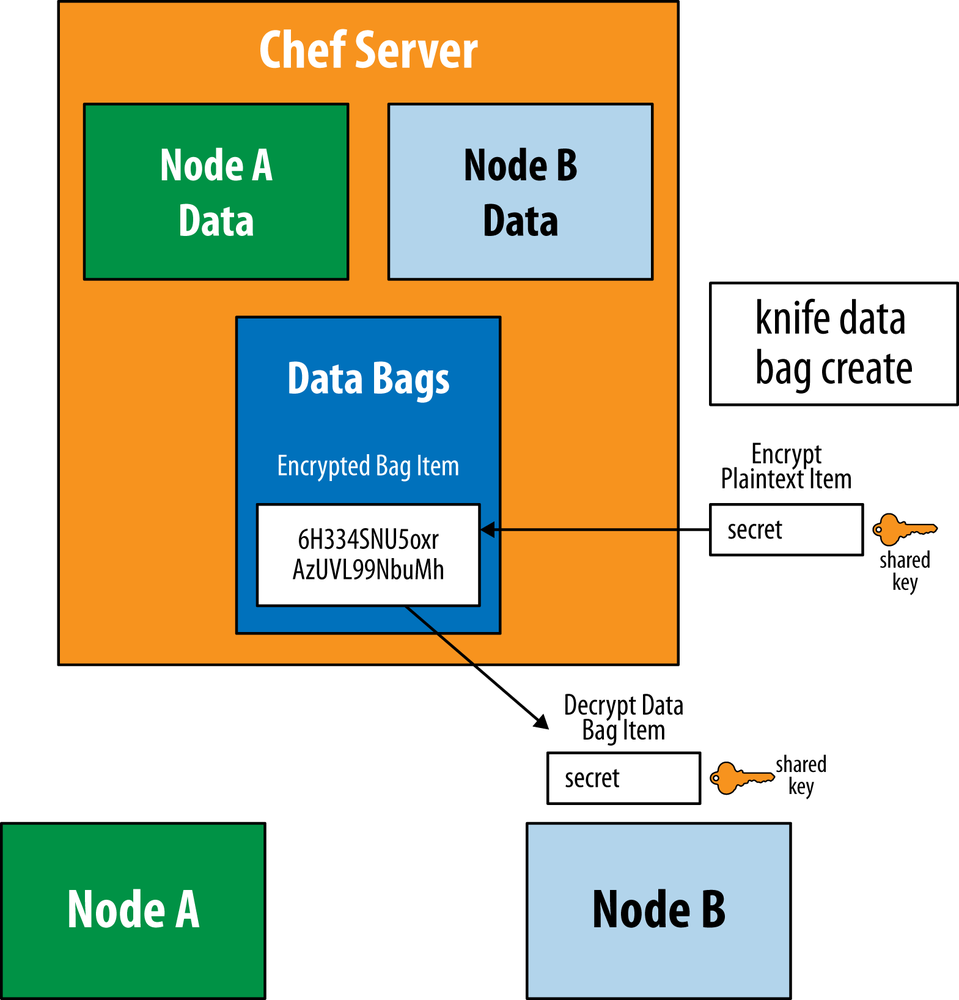 Chef Server
Node A
Data
Node B
Data
knife data
bag create
Data Bags
Encrypted Bag Item
6H334SNU5oxr
AzUVL99NbuMh
Encrypt
Plaintext Item
secret
shared
key
Decrypt Data
Bag Item
secret
shared
key
Node A
Node B